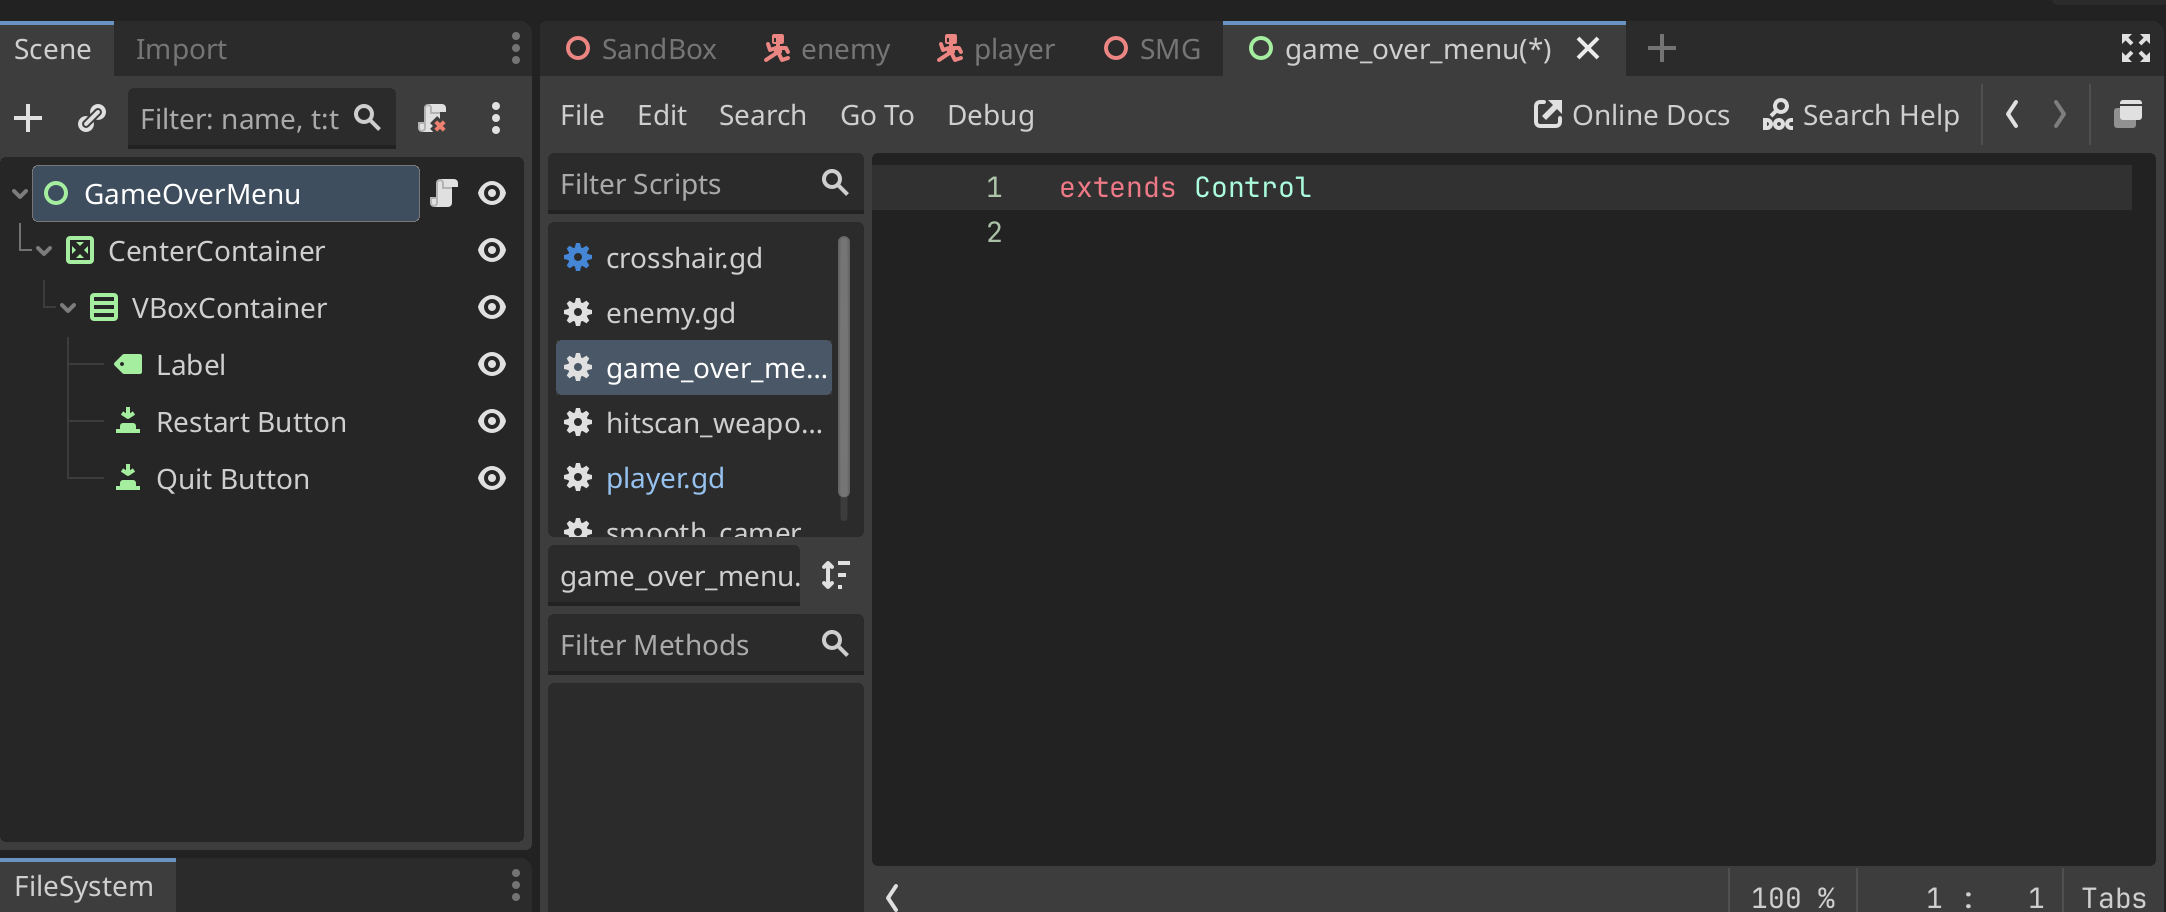 Scene Import
SandBox enemy player SMG game_over_menu(*)
Filter: name, t:t
File Edit Search Go To Debug Online Docs DOC Search Help
GameOverMenu
CenterContainer
VBoxContainer
Label
Restart Button
Quit Button
FileSystem
Filter Scripts
crosshair.gd
enemy.gd
game_over_me...
hitscan_weapo...
player.gd
smooth_camer
game_over_menu.
Filter Methods
1 extends Control
2
100 % 1 : 1 Tabs